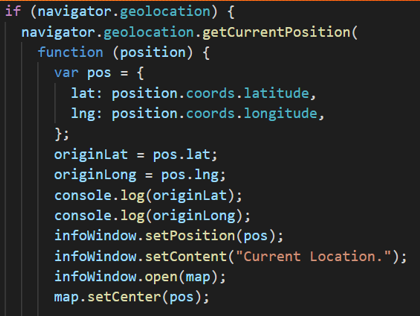 if (navigator.geolocation) {
navigator.geolocation.getCurrentPosition(
function (position) {
var pos = {
lat: position.coords.latitude,
lng: position.coords.longitude,
};
originLat = pos.lat;
originLong = pos.lng;
console.log(originLat);
console.log(originLong);
infoWindow.setPosition(pos);
infoWindow.setContent("Current Location.");
infoWindow.open(map);
map.setCenter(pos);